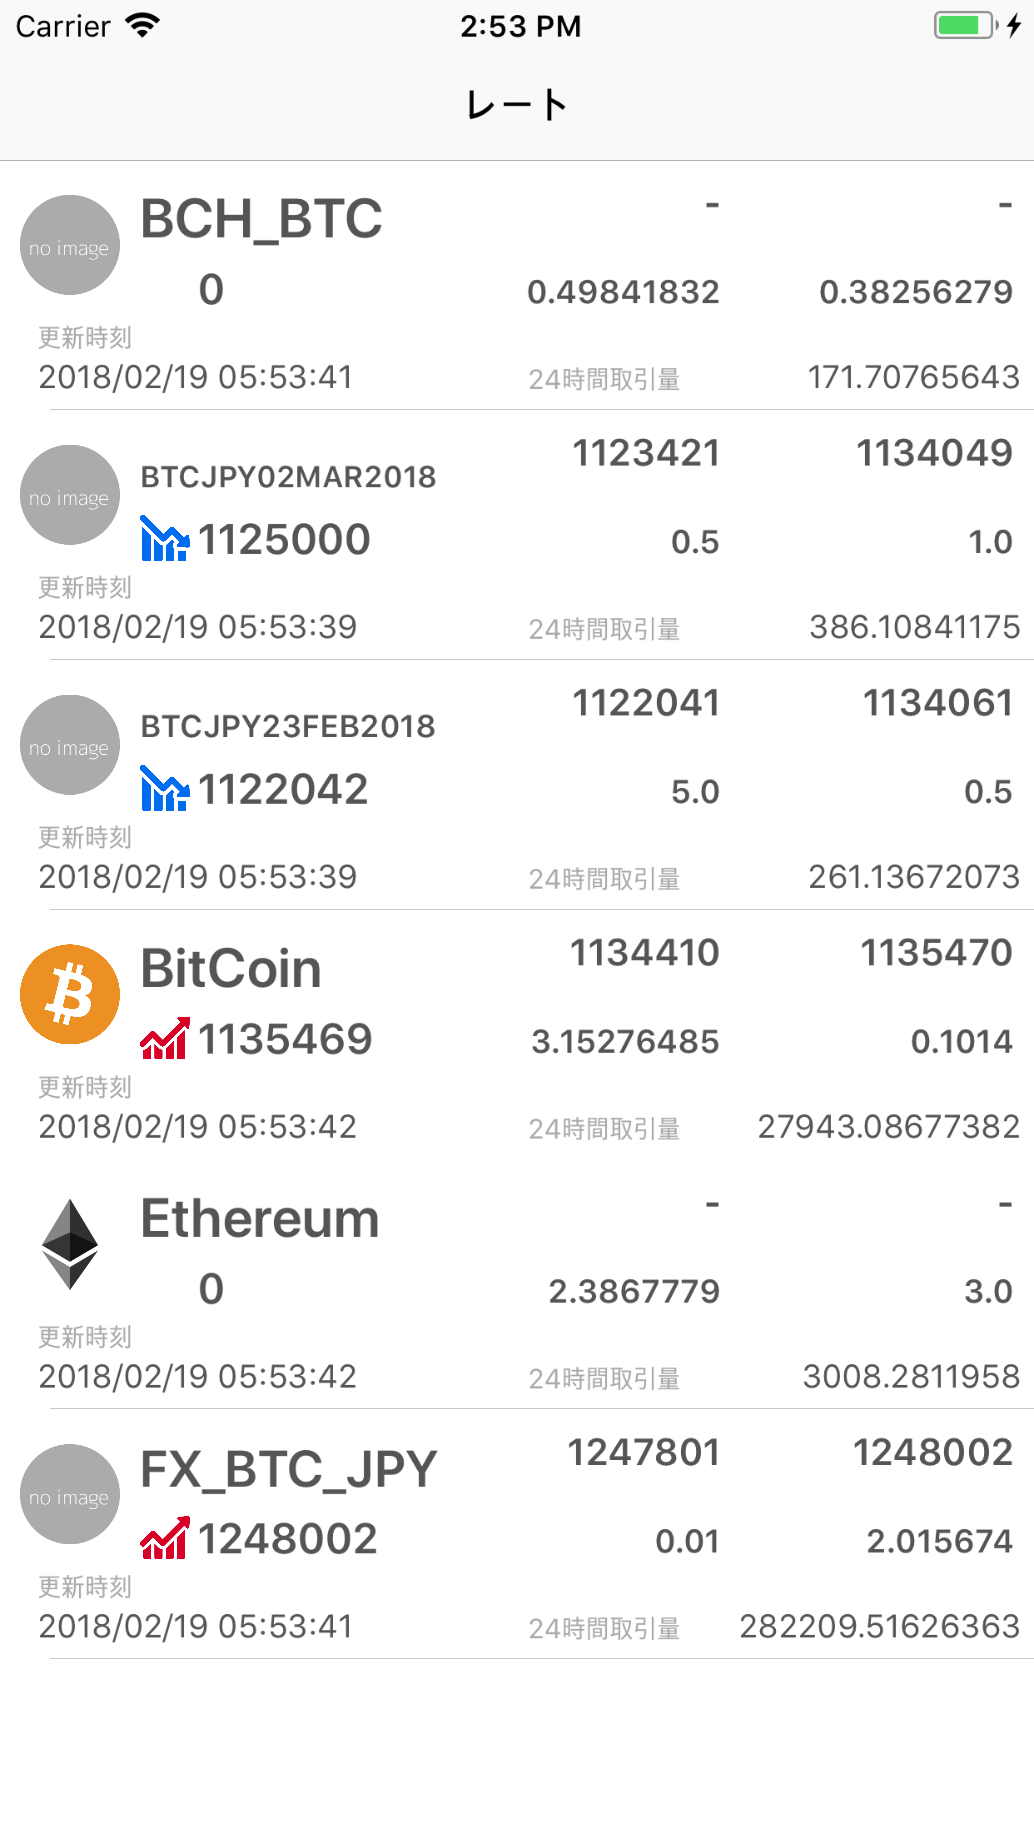 Carrier 2:53 PM
レート
BCH_BTC - -
no image
0 0.49841832 0.38256279
更新時刻
2018/02/19 05:53:41 24時間取引量 171.70765643
1123421 1134049
BTCJPY02MAR2018
no image
1125000 0.5 1.0
更新時刻
2018/02/19 05:53:39 24時間取引量 386.10841175
1122041 1134061
BTCJPY23FEB2018
no image
1122042 5.0 0.5
更新時刻
2018/02/19 05:53:39 24時間取引量 261.13672073
BitCoin 1134410 1135470
1135469 3.15276485 0.1014
更新時刻
2018/02/19 05:53:42 24時間取引量 27943.08677382
Ethereum - -
0 2.3867779 3.0
更新時刻
2018/02/19 05:53:42 24時間取引量 3008.2811958
FX_BTC_JPY 1247801 1248002
no image
1248002 0.01 2.015674
更新時刻
2018/02/19 05:53:41 24時間取引量 282209.51626363